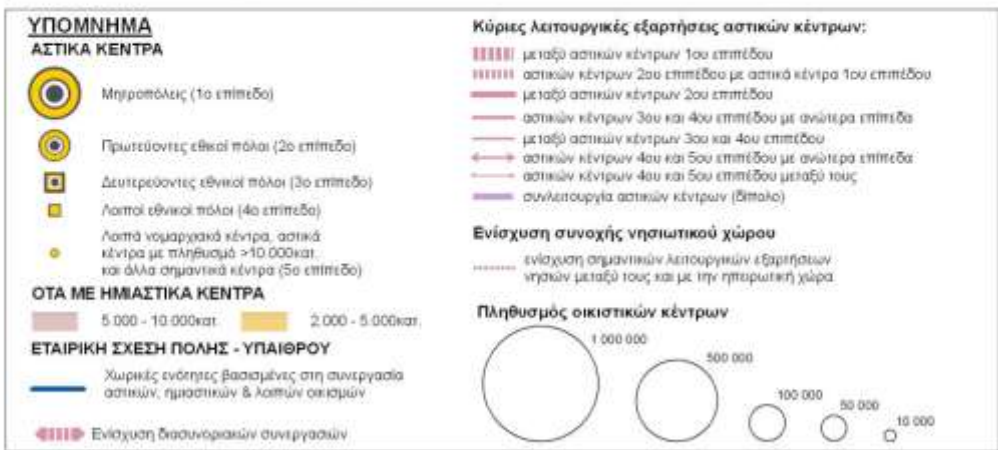 ΥΠΟΜΝΗΜΑ
ΑΣΤΙΚΑ ΚΕΝΤΡΑ
Μητροπόλεις (1ο επίπεδο)
Πρωτεύοντες εθικοί πόλοι (2ο επίπεδο)
Δευτερεύοντες εθνικοί πόλοι (3ο επίπεδο)
Λοιποί εθνικοί πόλοι (4ο επίπεδο)
Λοιπά νομαρχιακά κέντρα, αστικά
κέντρα με πληθυσμό >10.000κατ.
και άλλα σημαντικά κέντρα (5ο επίπεδο)
ΟΤΑ ΜΕ ΗΜΙΑΣΤΙΚΑ ΚΕΝΤΡΑ
5.000 - 10.000κατ.
2.000 - 5.000κατ.
ΕΤΑΙΡΙΚΗ ΣΧΕΣΗ ΠΟΛΗΣ - ΥΠΑΙΘΡΟΥ
Χωρικές ενότητες βασισμένες στη συνεργασία
αστικών, ημιαστικών & λοιπών οικισμών
Ενίσχυση διασυνοριακών συνεργασιών
Κύριες λειτουργικές εξαρτήσεις αστικών κέντρων:
μεταξύ αστικών κέντρων 1ου επιπέδου
αστικών κέντρων 2ου επιπέδου με αστικά κέντρα 1ου επιπέδου
μεταξύ αστικών κέντρων 2ου επιπέδου
αστικών κέντρων 3ου και 4ου επιπέδου με ανώτερα επίπεδα
μεταξύ αστικών κέντρων 3ου και 4ου επιπέδου
αστικών κέντρων 4ου και 5ου επιπέδου με ανώτερα επίπεδα
αστικών κέντρων 4ου και 5ου επιπέδου μεταξύ τους
συνλειτουργία αστικών κέντρων (δίπολο)
Ενίσχυση συνοχής νησιωτικού χώρου
ενίσχυση σημαντικών λειτουργικών εξαρτήσεων
νησιών μεταξύ τους και με την ηπειρωτική χώρα
Πληθυσμός οικιστικών κέντρων
1 000 000
500 000
100 000
50 000
10 000